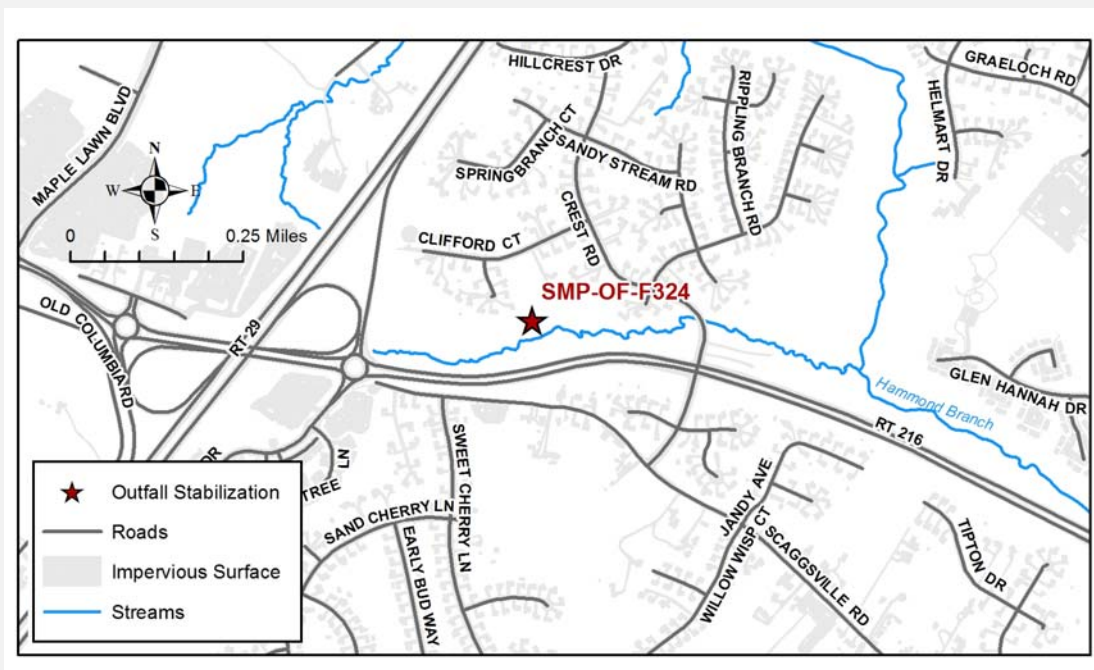 HILLCREST DR
GRAELOCH RD
MAPLE LAWN BLVD
RIPPLING BRANCH RD
HELMART DR
SPRING BRANCH CT
SANDY STREAM RD
N
W
E
S
0
0.25 Miles
CREST RD
CLIFFORD CT
SMP-OF-F324
OLD COLUMBIA RD
RT-29
GLEN HANNAH DR
Hammond Branch
RT 216
DR
TREE
LN
SWEET CHERRY LN
JANDY AVE
SAND CHERRY LN
EARLY BUD WAY
WILLOW WISP CT
SCAGGSVILLE RD
TIPTON DR
Outfall Stabilization
Roads
Impervious Surface
Streams